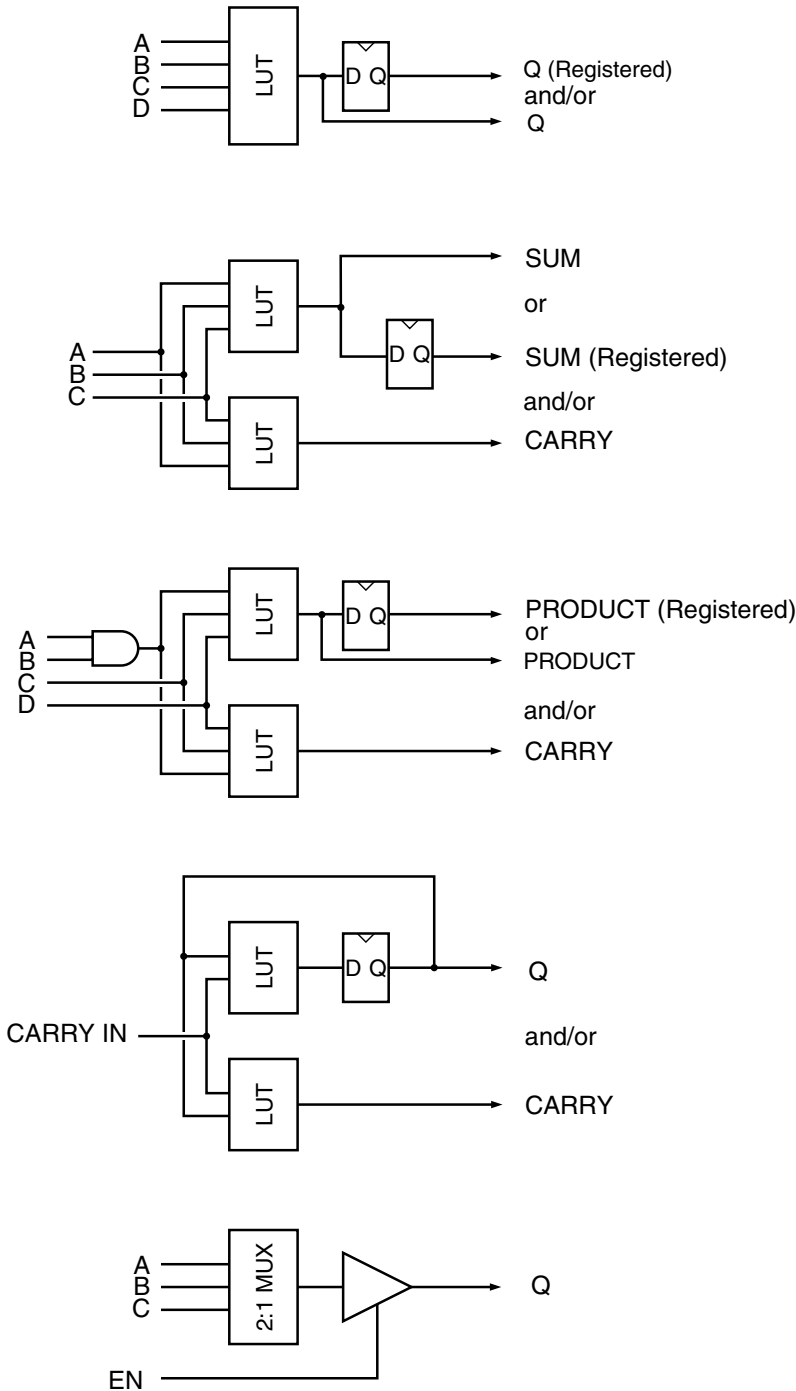 A
B
C
D
LUT
D Q
Q (Registered)
and/or
Q
A
B
C
LUT
LUT
D Q
SUM
or
SUM (Registered)
and/or
CARRY
A
B
C
D
LUT
LUT
D Q
PRODUCT (Registered)
or
PRODUCT
and/or
CARRY
CARRY IN
LUT
LUT
D Q
Q
and/or
CARRY
A
B
C
2:1 MUX
Q
EN